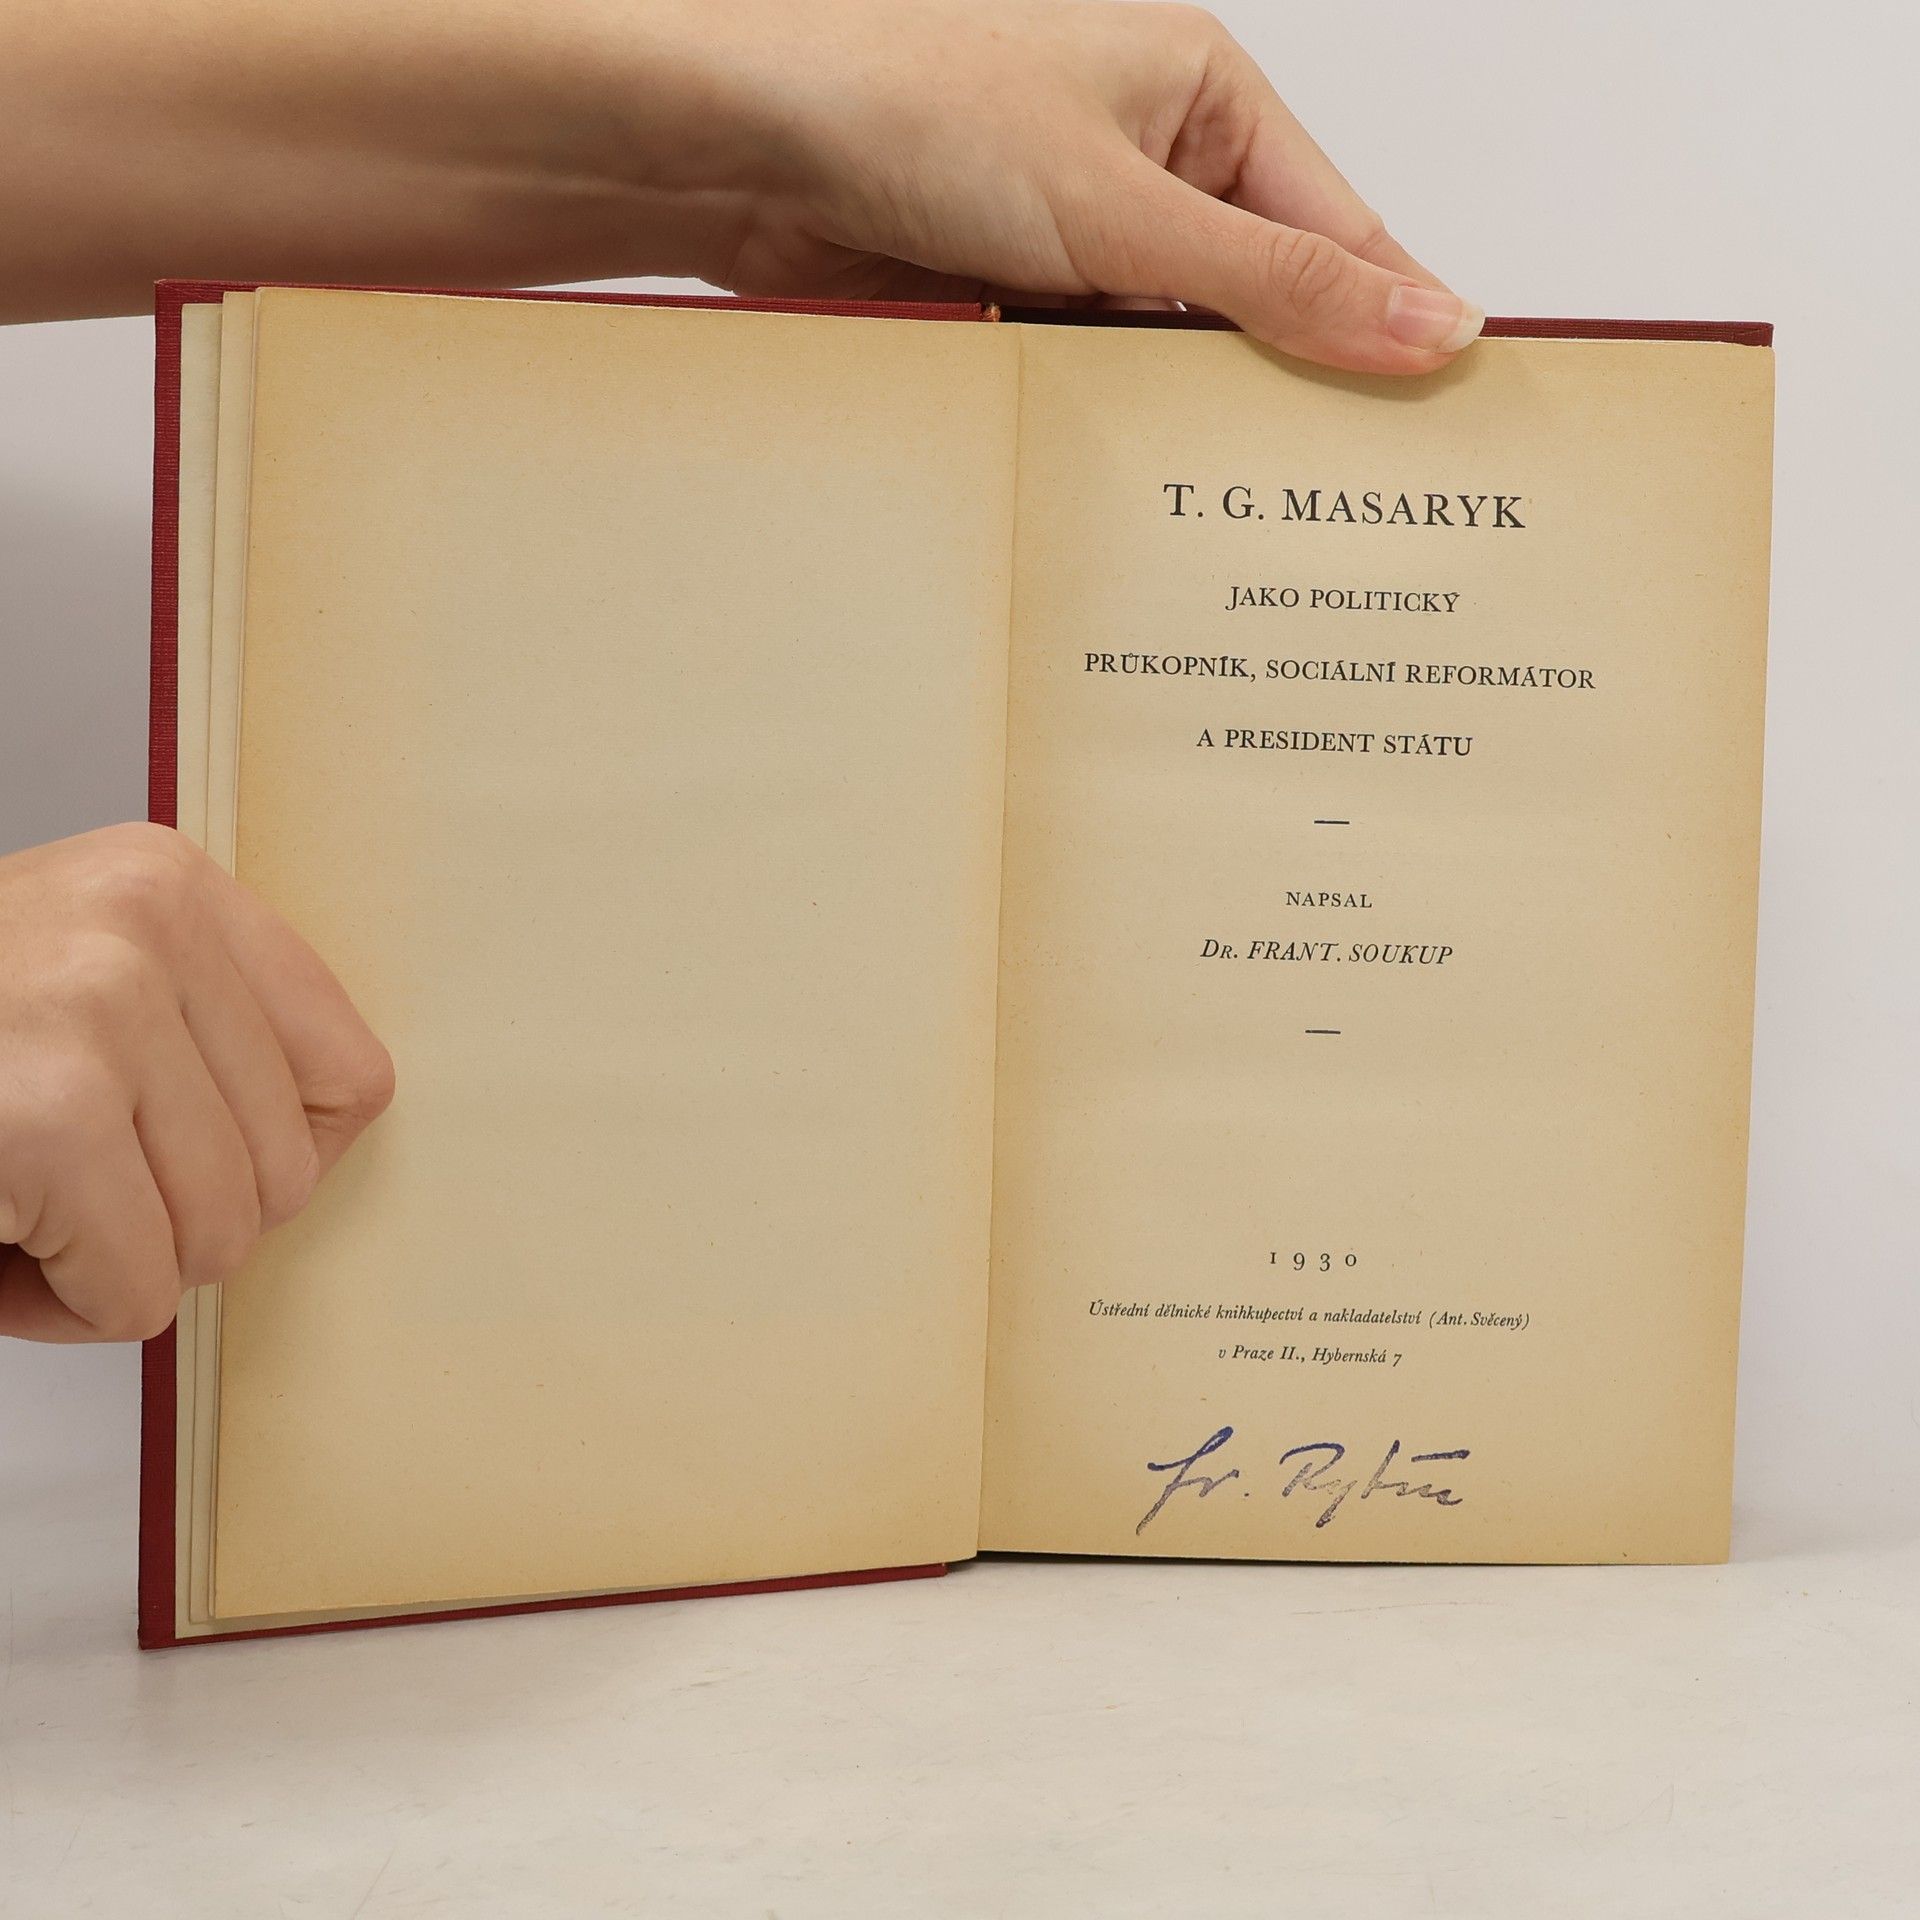 T. G. MASARYK
JAKO POLITICKÝ
PRŮKOPNÍK, SOCIÁLNÍ REFORMÁTOR
A PRESIDENT STÁTU
NAPSAL
DR. FRANT. SOUKUP
1930
Ústřední dělnické knihkupectví a nakladatelství (Ant. Svěcený)
v Praze II., Hybernská 7
Fr.